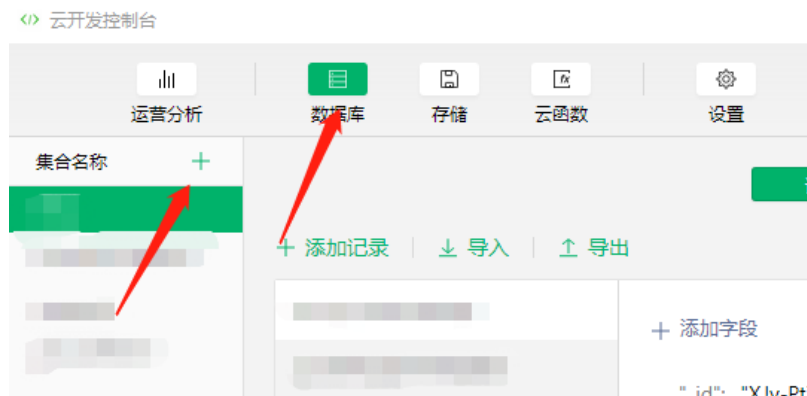 云开发控制台
运营分析 数据库 存储 云函数 设置
集合名称
添加记录 导入 导出
添加字段
"_id": "XJv-Pt